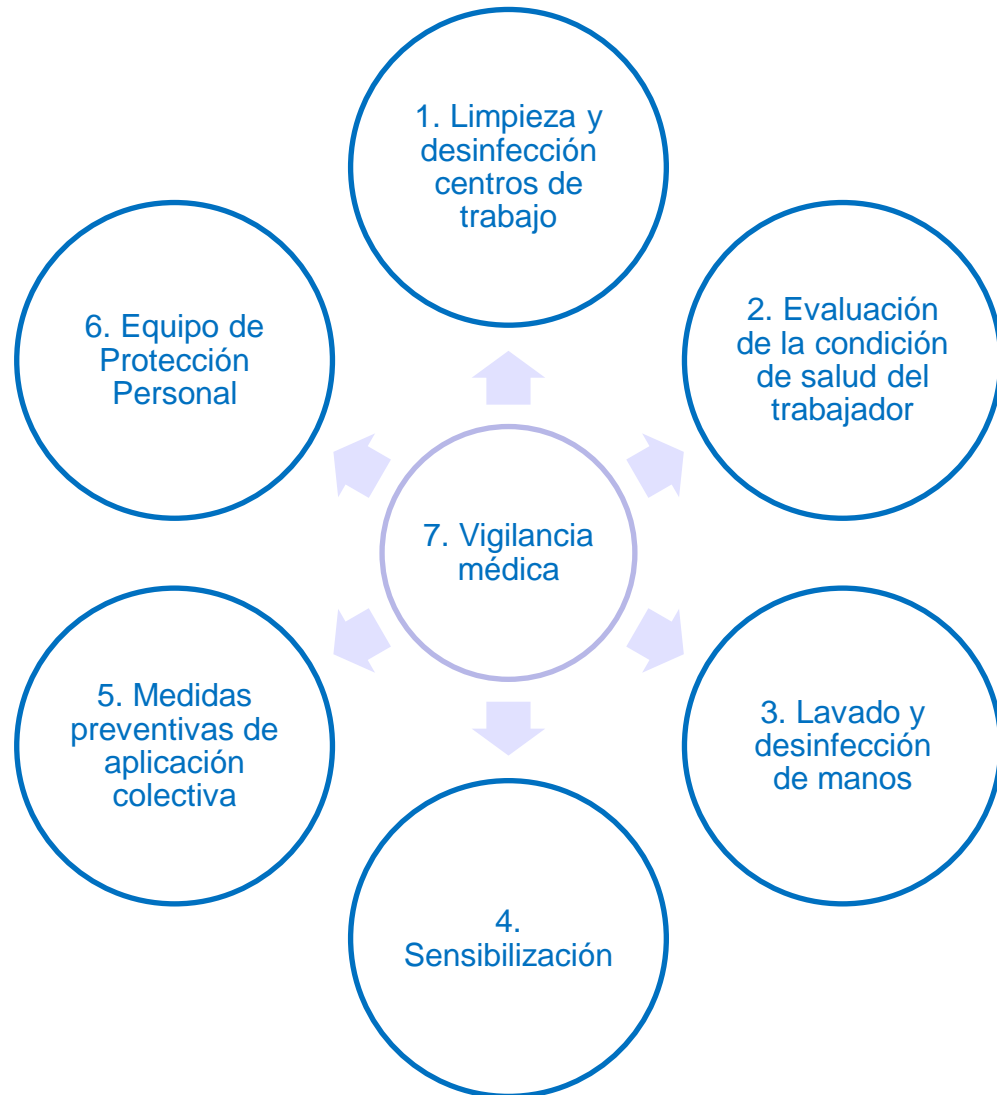 1. Limpieza y
desinfección
centros de
trabajo
2. Evaluación
de la condición
de salud del
trabajador
3. Lavado y
desinfección
de manos
4.
Sensibilización
5. Medidas
preventivas de
aplicación
colectiva
6. Equipo de
Protección
Personal
7. Vigilancia
médica